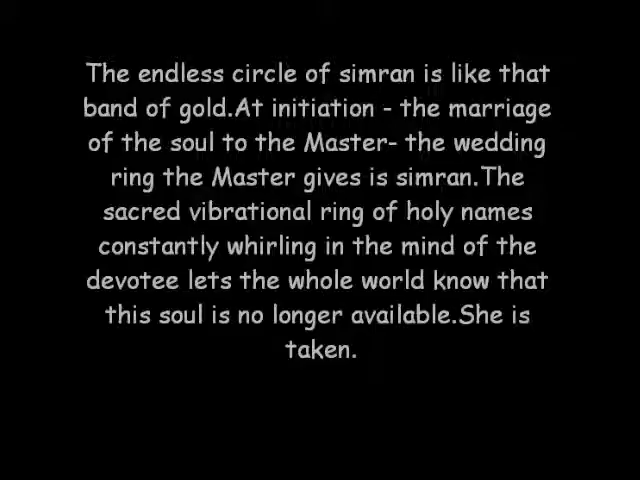 The endless circle of simran is like that
band of gold.At initiation - the marriage
of the soul to the Master- the wedding
ring the Master gives is simran.The
sacred vibrational ring of holy names
constantly whirling in the mind of the
devotee lets the whole world know that
this soul is no longer available.She is
taken.